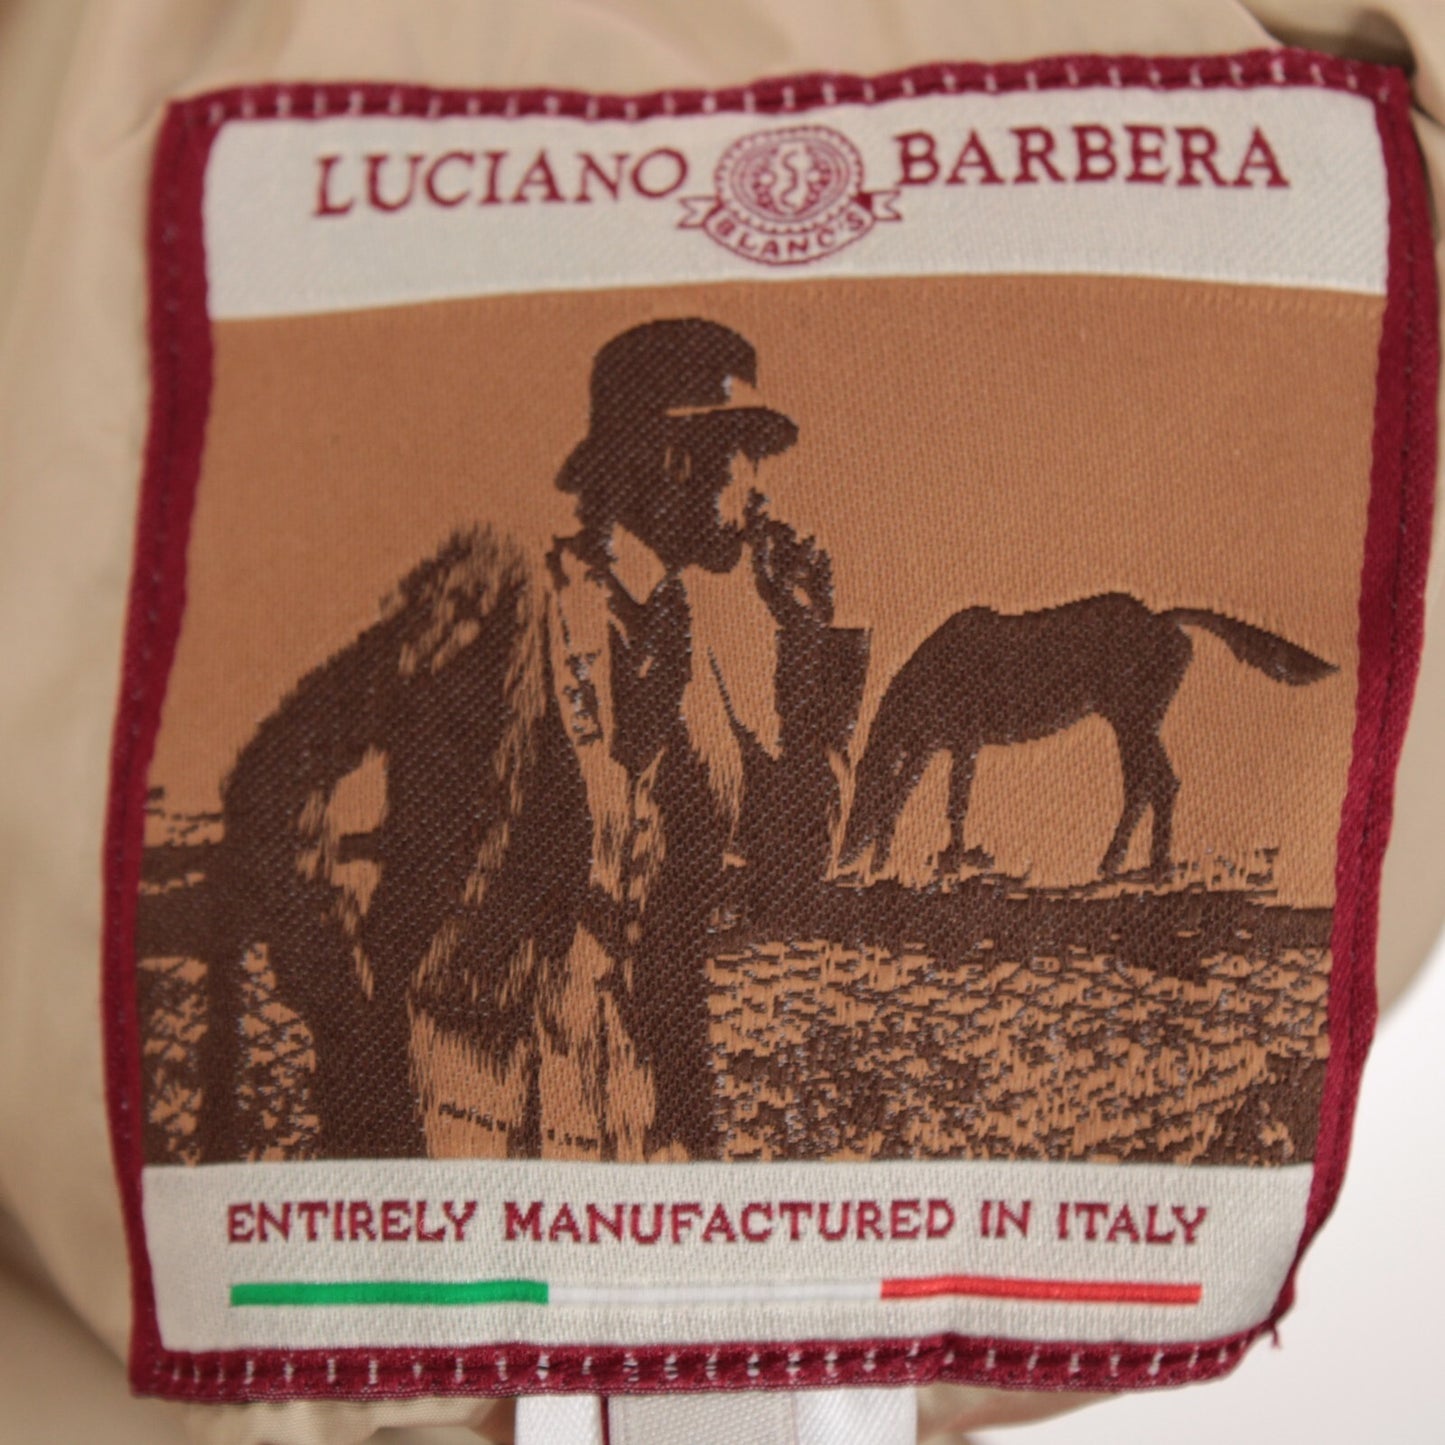 LUCIANO BARBERA
BLANC'S
ENTIRELY MANUFACTURED IN ITALY